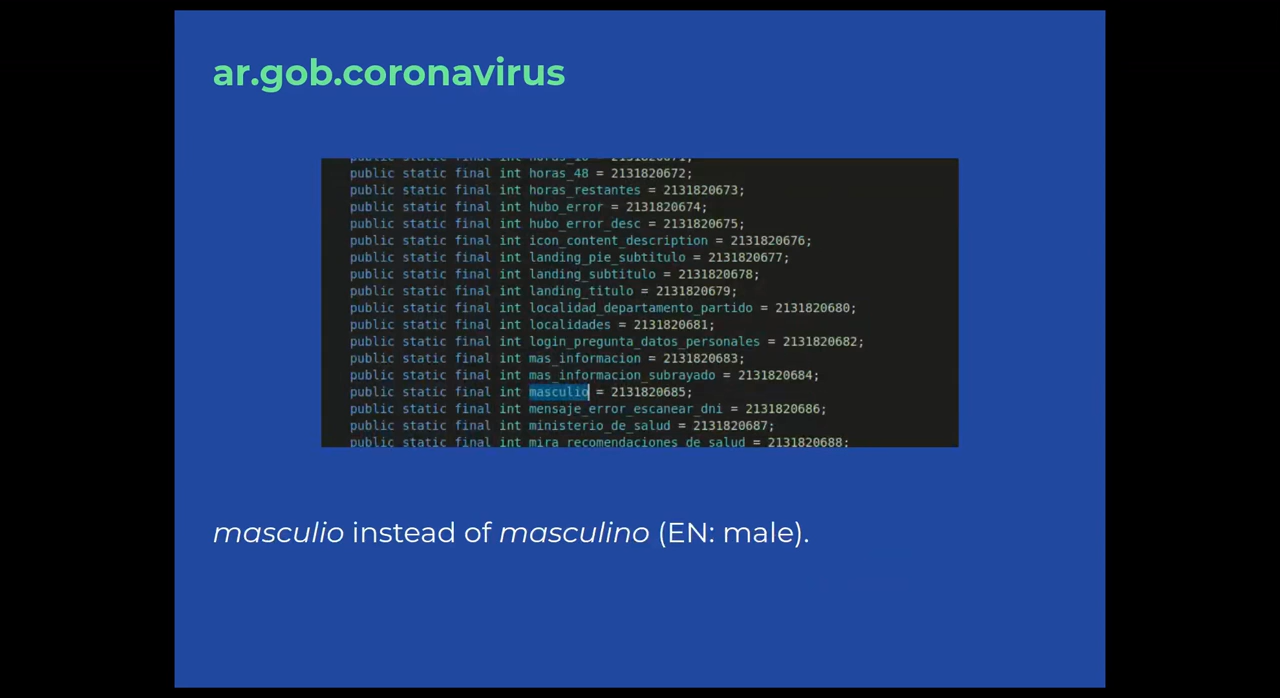 ar.gob.coronavirus
public static final int horas_48 = 2131820672;
public static final int horas_restantes = 2131820673;
public static final int hubo_error = 2131820674;
public static final int hubo_error_desc = 2131820675;
public static final int icon_content_description = 2131820676;
public static final int landing_pie_subtitulo = 2131820677;
public static final int landing_subtitulo = 2131820678;
public static final int landing_titulo = 2131820679;
public static final int localidad_departamento_partido = 2131820680;
public static final int localidades = 2131820681;
public static final int login_pregunta_datos_personales = 2131820682;
public static final int mas_informacion = 2131820683;
public static final int mas_informacion_subrayado = 2131820684;
public static final int masculio = 2131820685;
public static final int mensaje_error_escanear_dni = 2131820686;
public static final int ministerio_de_salud = 2131820687;
public static final int mira_recomendaciones_de_salud = 2131820688;
masculio instead of masculino (EN: male).